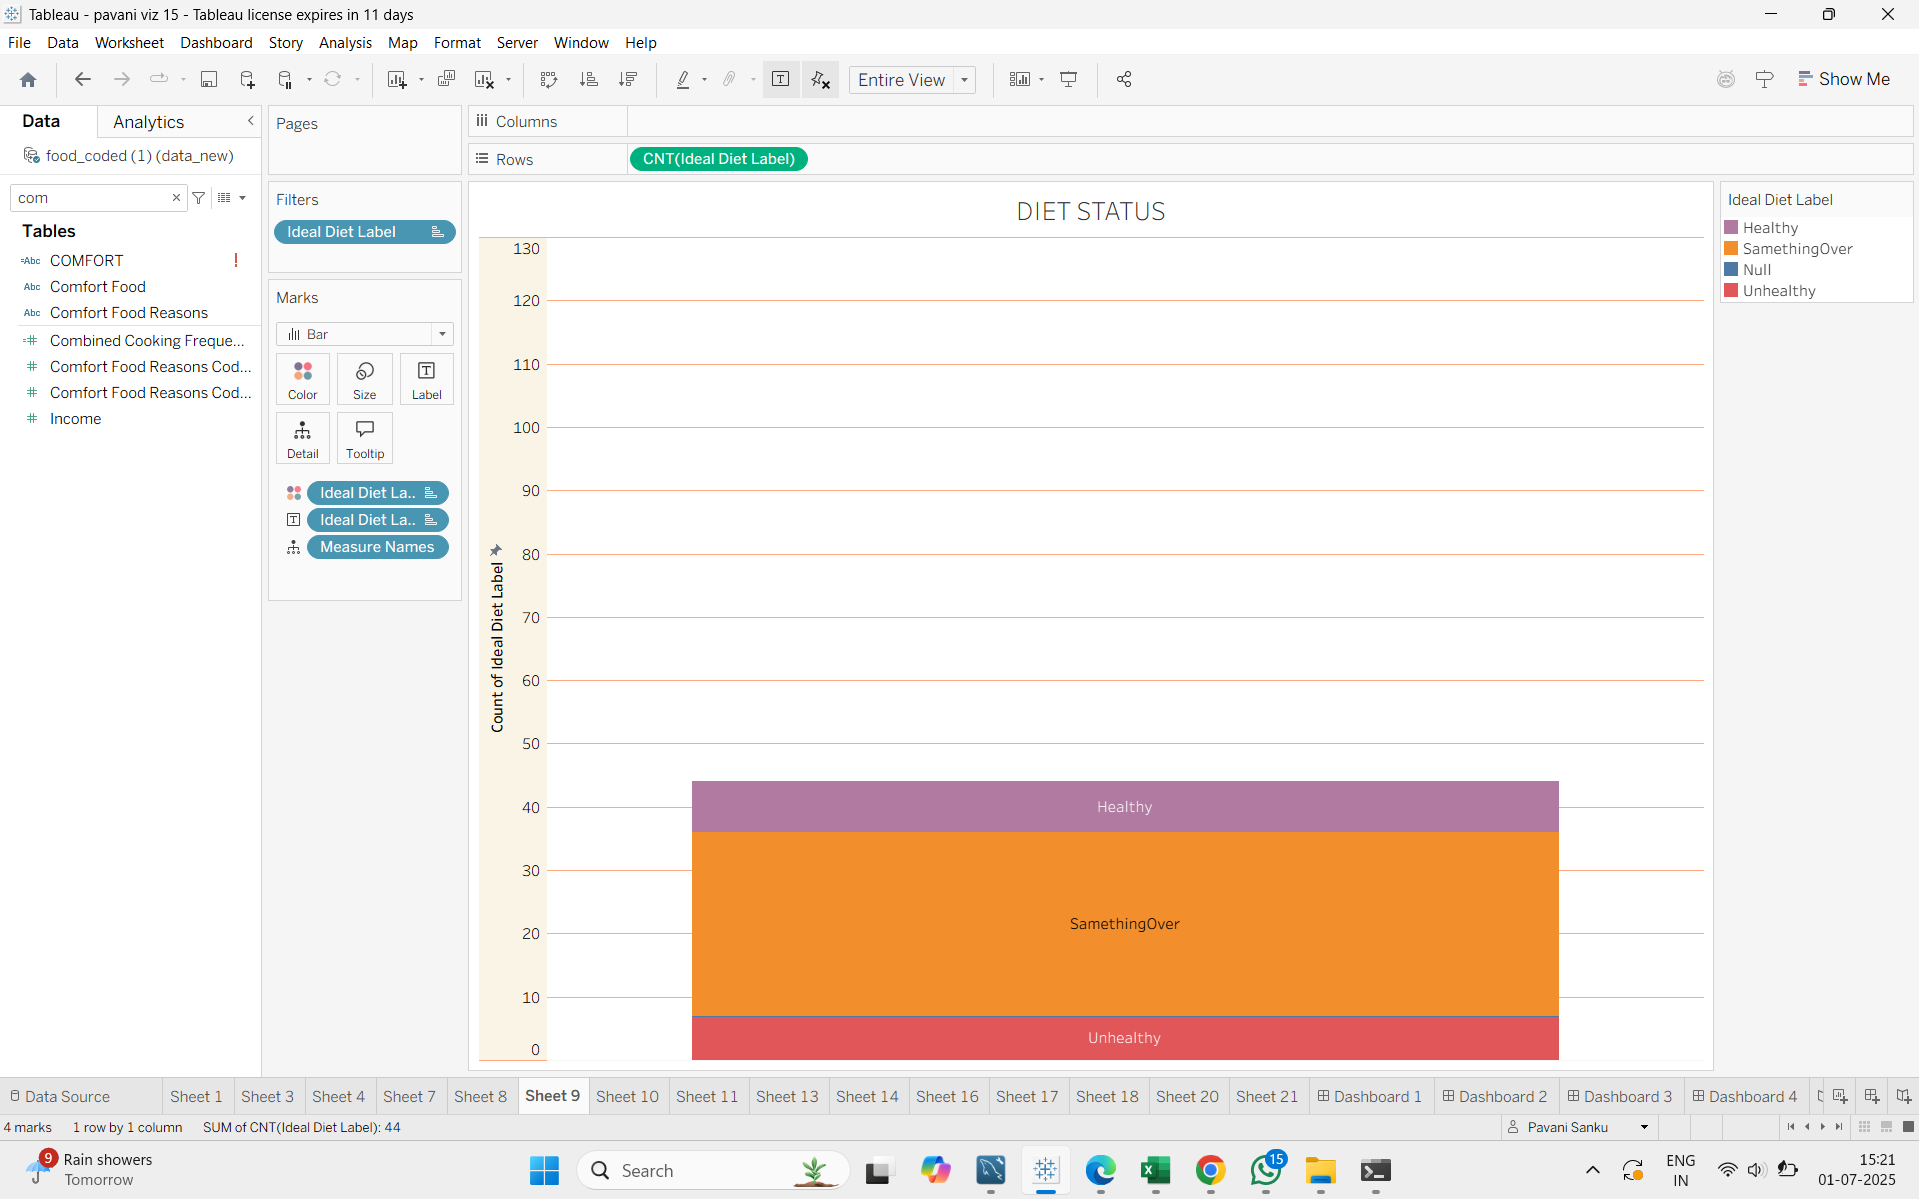 Tableau - pavani viz 15 - Tableau license expires in 11 days
File Data Worksheet Dashboard Story Analysis Map Format Server Window Help
Entire View
Show Me
Data Analytics
food_coded (1) (data_new)
com
Tables
Abc COMFORT !
Abc Comfort Food
Abc Comfort Food Reasons
Combined Cooking Freque...
Comfort Food Reasons Cod...
Comfort Food Reasons Cod...
Income
Pages
Filters
Ideal Diet Label
Marks
Bar
Color Size Label
Detail Tooltip
Ideal Diet La..
Ideal Diet La..
Measure Names
Columns
Rows CNT(Ideal Diet Label)
DIET STATUS
130
120
110
100
90
80
70
60
50
40
30
20
10
0
Count of Ideal Diet Label
Healthy
SamethingOver
Unhealthy
Ideal Diet Label
Healthy
SamethingOver
Null
Unhealthy
Data Source Sheet 1 Sheet 3 Sheet 4 Sheet 7 Sheet 8 Sheet 9 Sheet 10 Sheet 11 Sheet 13 Sheet 14 Sheet 16 Sheet 17 Sheet 18 Sheet 20 Sheet 21 Dashboard 1 Dashboard 2 Dashboard 3 Dashboard 4
4 marks 1 row by 1 column SUM of CNT(Ideal Diet Label): 44 Pavani Sanku
9 Rain showers
Tomorrow
Search
15
ENG
IN
15:21
01-07-2025